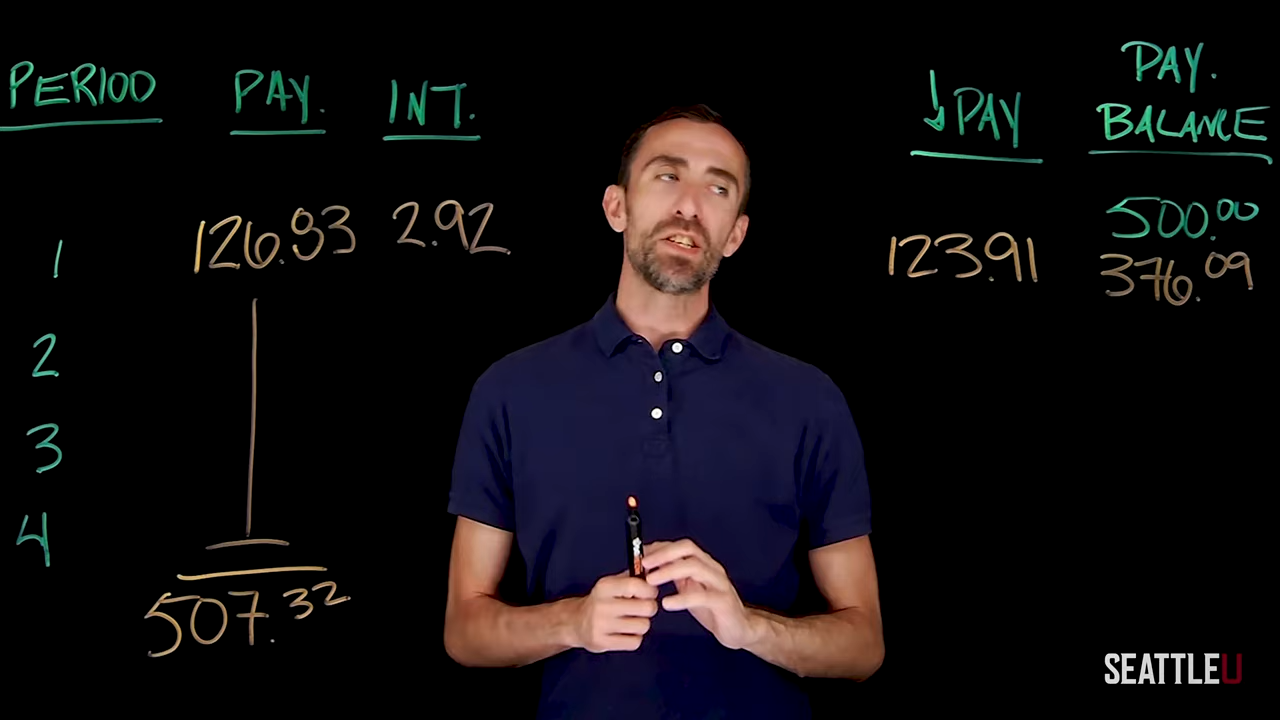 PERIOD PAY. INT. ↓PAY PAY. BALANCE
500.00
1 126.83 2.92 123.91 376.09
2
3
4
507.32
SEATTLEU